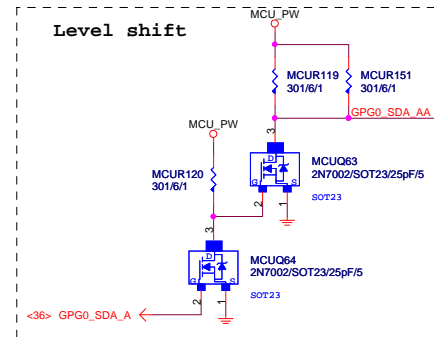 Level shift
MCU_PW
MCUR119
301/6/1
MCUR151
301/6/1
GPG0_SDA_AA
MCU_PW
3
MCUQ63
2N7002/SOT23/25pF/5
D
G
S
SOT23
2
1
MCUR120
301/6/1
3
MCUQ64
2N7002/SOT23/25pF/5
D
G
S
SOT23
2
1
<36> GPG0_SDA_A